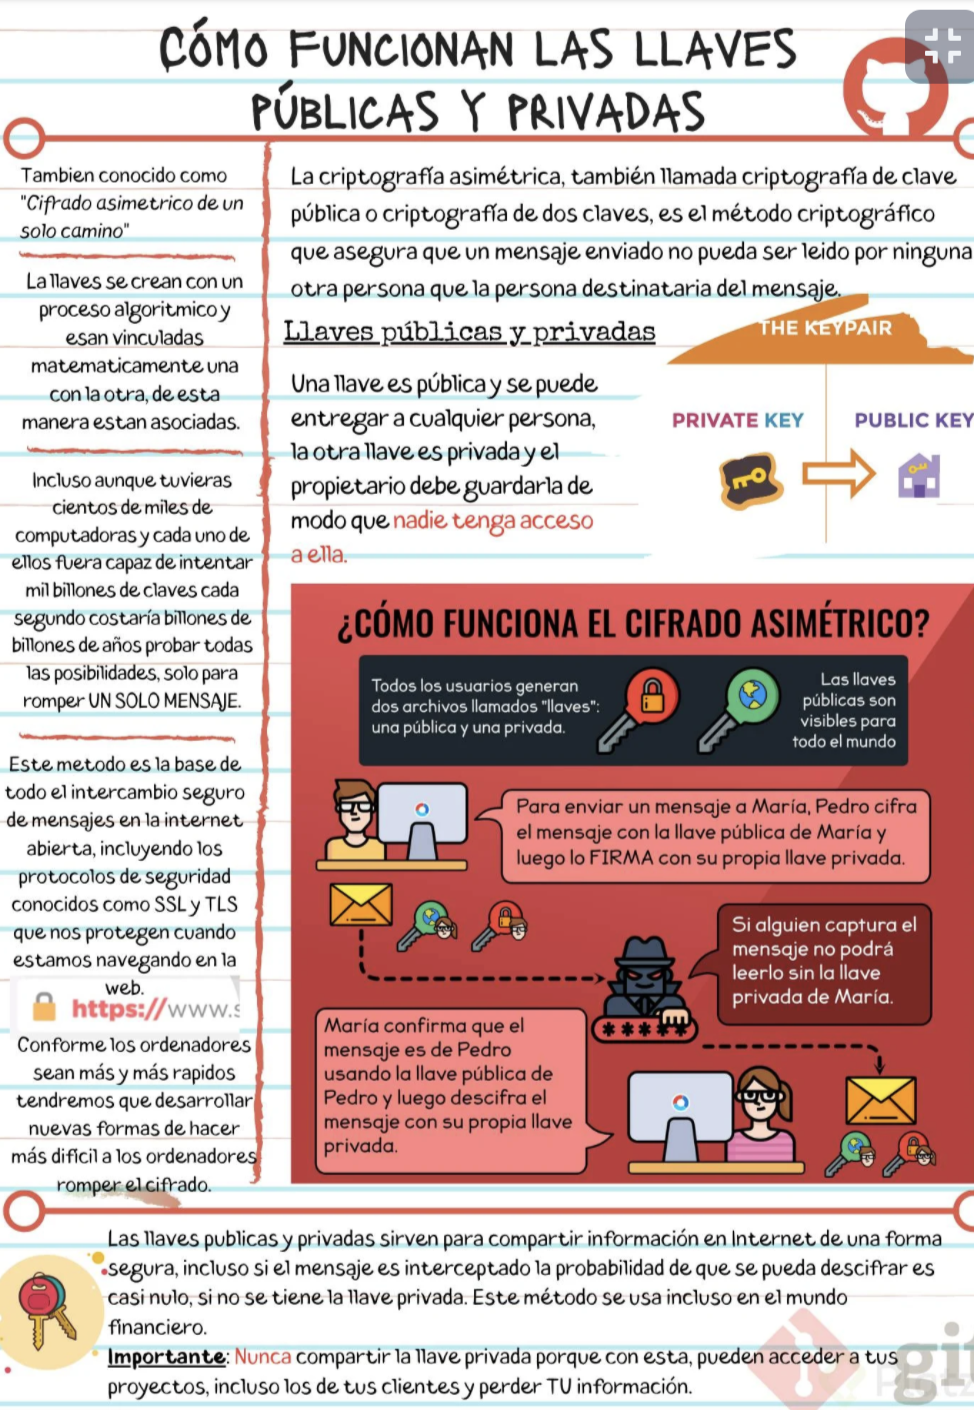 CÓMO FUNCIONAN LAS LLAVES
PÚBLICAS Y PRIVADAS
Tambien conocido como
"Cifrado asimetrico de un
solo camino"
La llaves se crean con un
proceso algoritmico y
esan vinculadas
matematicamente una
con la otra, de esta
manera estan asociadas.
Incluso aunque tuvieras
cientos de miles de
computadoras y cada uno de
ellos fuera capaz de intentar
mil billones de claves cada
segundo costaría billones de
billones de años probar todas
las posibilidades, solo para
romper UN SOLO MENSAJE.
Este metodo es la base de
todo el intercambio seguro
de mensajes en la internet
abierta, incluyendo los
protocolos de seguridad
conocidos como SSL y TLS
que nos protegen cuando
estamos navegando en la
web.
https://www.s
Conforme los ordenadores
sean más y más rapidos
tendremos que desarrollar
nuevas formas de hacer
más difícil a los ordenadores
romper el cifrado.
La criptografía asimétrica, también llamada criptografía de clave
pública o criptografía de dos claves, es el método criptográfico
que asegura que un mensaje enviado no pueda ser leido por ninguna
otra persona que la persona destinataria del mensaje.
Llaves públicas y privadas
Una llave es pública y se puede
entregar a cualquier persona,
la otra llave es privada y el
propietario debe guardarla de
modo que nadie tenga acceso
a ella.
THE KEYPAIR
PRIVATE KEY
PUBLIC KEY
¿CÓMO FUNCIONA EL CIFRADO ASIMÉTRICO?
Todos los usuarios generan
dos archivos llamados "llaves":
una pública y una privada.
Las llaves
públicas son
visibles para
todo el mundo
Para enviar un mensaje a María, Pedro cifra
el mensaje con la llave pública de María y
luego lo FIRMA con su propia llave privada.
Si alguien captura el
mensaje no podrá
leerlo sin la llave
privada de María.
****
María confirma que el
mensaje es de Pedro
usando la llave pública de
Pedro y luego descifra el
mensaje con su propia llave
privada.
Las llaves publicas y privadas sirven para compartir información en Internet de una forma
segura, incluso si el mensaje es interceptado la probabilidad de que se pueda descifrar es
casi nulo, si no se tiene la llave privada. Este método se usa incluso en el mundo
financiero.
Importante: Nunca compartir la llave privada porque con esta, pueden acceder a tus
proyectos, incluso los de tus clientes y perder TU información.
git